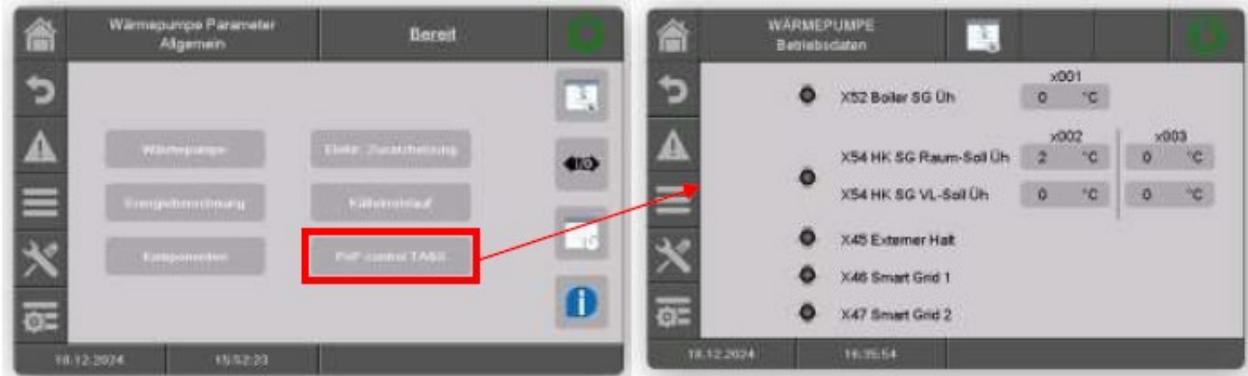 Wärmepumpe Parameter
Allgemein
Bereit
Wärmepumpe
Elektr. Zusatzheizung
Energieberechnung
Kältekreislauf
Komponenten
I/O
18.12.2024
15:52:23
WÄRMEPUMPE
Betriebsdaten
x001
X52 Boiler SG Üh
0 °C
x002
x003
X54 HK SG Raum-Soll Üh
2 °C
0 °C
X54 HK SG VL-Soll Üh
0 °C
0 °C
X45 Externer Halt
X46 Smart Grid 1
X47 Smart Grid 2
18.12.2024
16:35:54